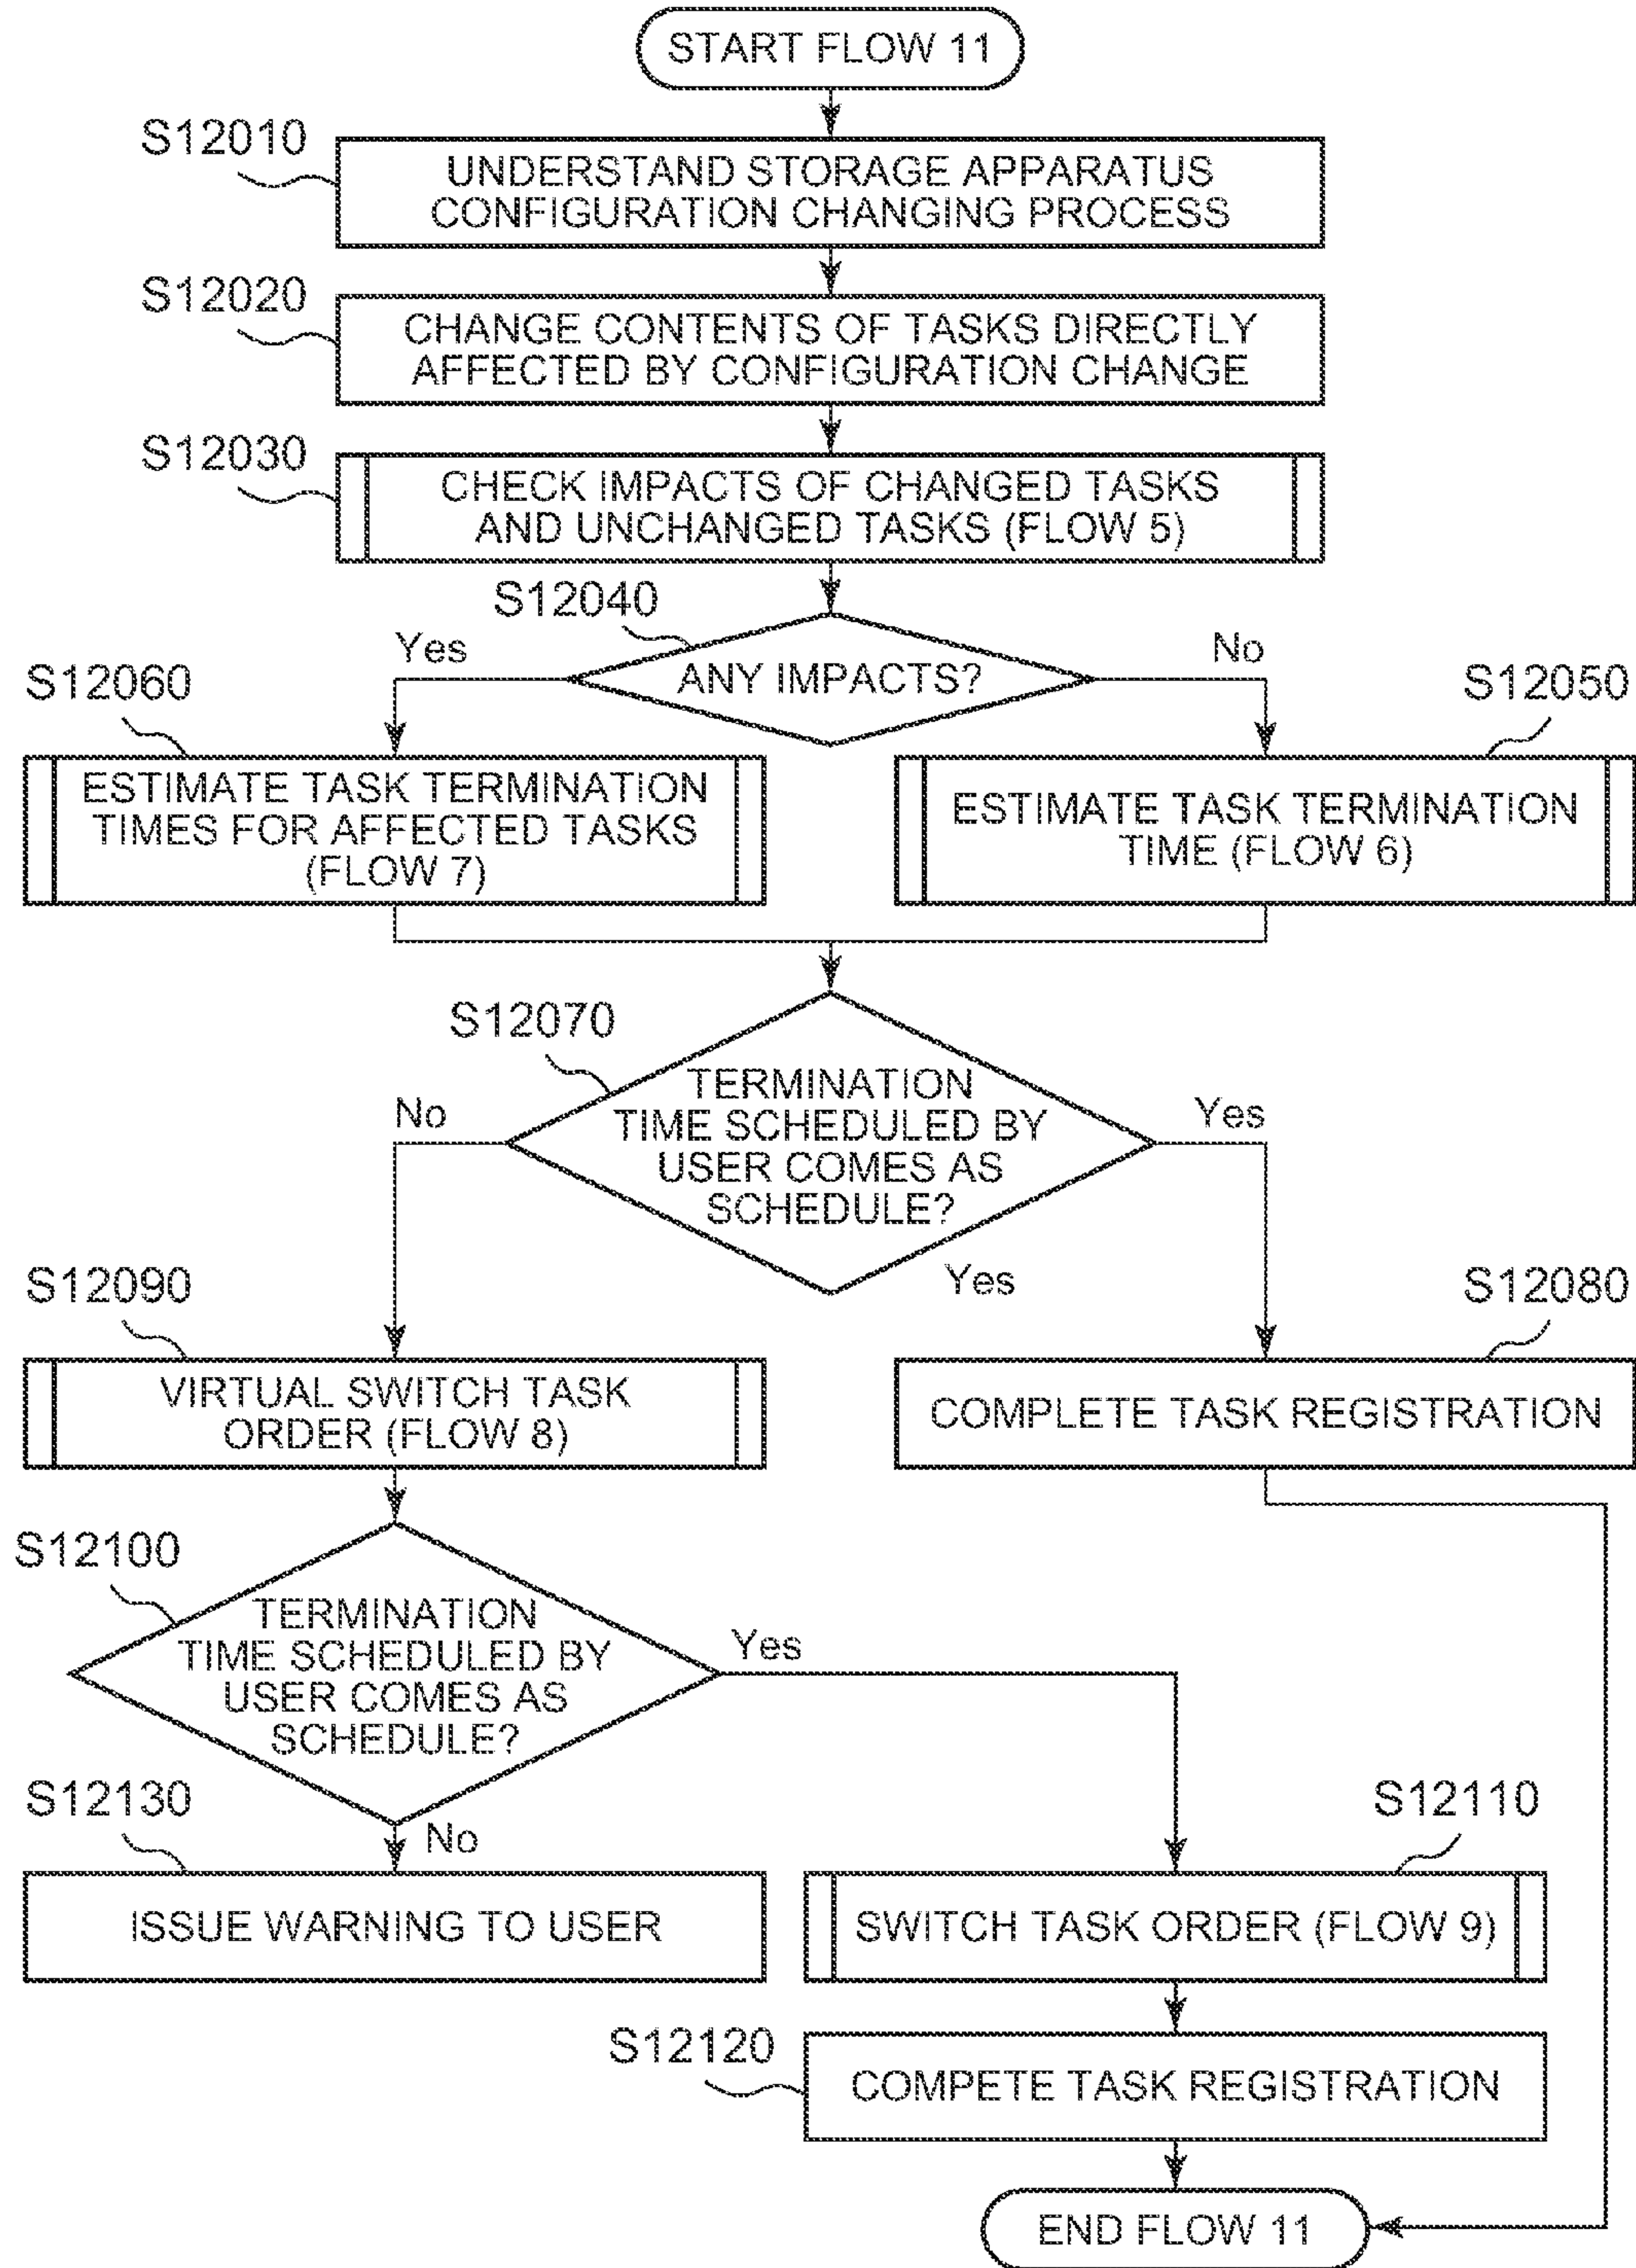 START FLOW 11
S12010
UNDERSTAND STORAGE APPARATUS
CONFIGURATION CHANGING PROCESS
S12020
CHANGE CONTENTS OF TASKS DIRECTLY
AFFECTED BY CONFIGURATION CHANGE
S12030
CHECK IMPACTS OF CHANGED TASKS
AND UNCHANGED TASKS (FLOW 5)
S12040
Yes
ANY IMPACTS?
No
S12060
ESTIMATE TASK TERMINATION
TIMES FOR AFFECTED TASKS
(FLOW 7)
S12050
ESTIMATE TASK TERMINATION
TIME (FLOW 6)
S12070
No
TERMINATION
TIME SCHEDULED BY
USER COMES AS
SCHEDULE?
Yes
Yes
S12090
VIRTUAL SWITCH TASK
ORDER (FLOW 8)
S12080
COMPLETE TASK REGISTRATION
S12100
TERMINATION
TIME SCHEDULED BY
USER COMES AS
SCHEDULE?
Yes
No
S12130
ISSUE WARNING TO USER
S12110
SWITCH TASK ORDER (FLOW 9)
S12120
COMPETE TASK REGISTRATION
END FLOW 11